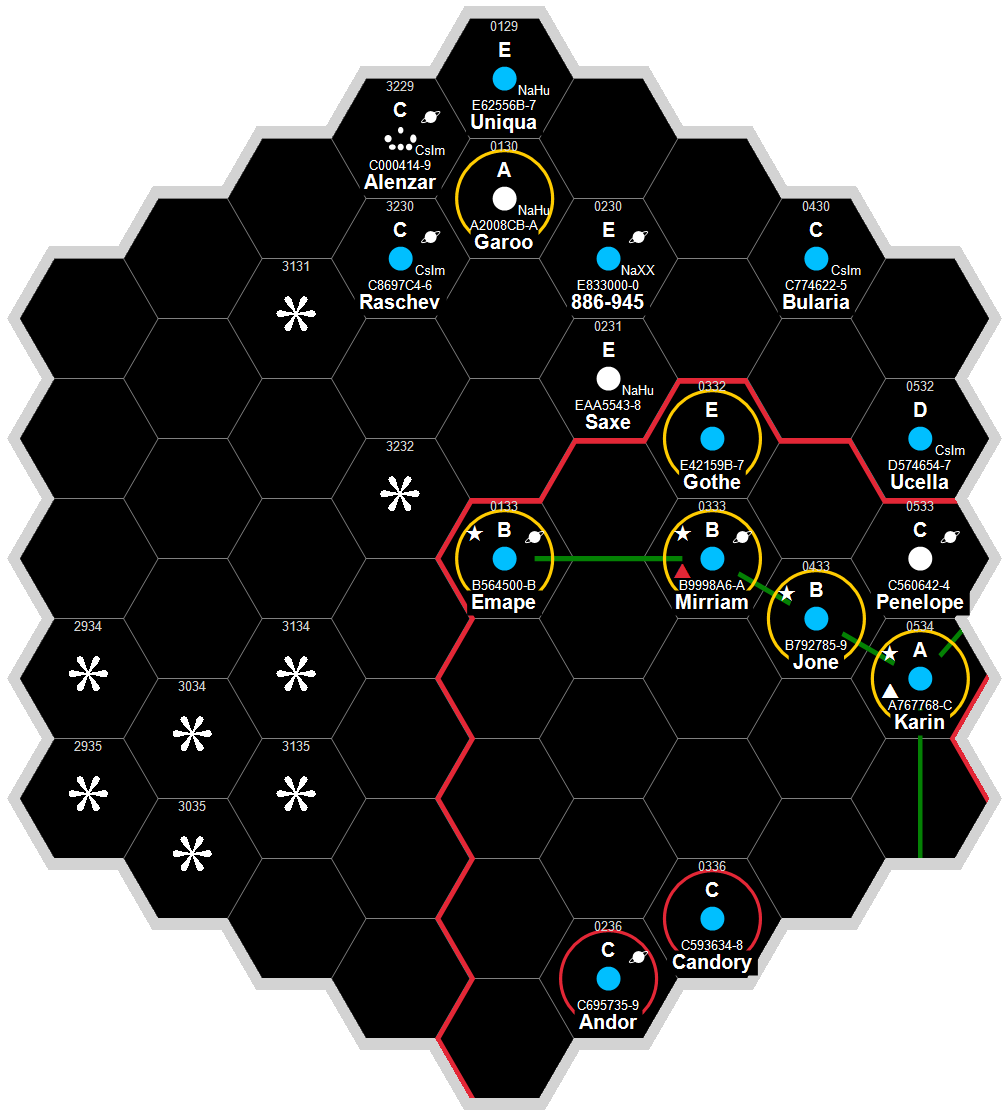 0129
E
NaHu
E62556B-7
Uniqua
3229
C
CsIm
C000414-9
Alenzar
0130
A
NaHu
A2008CB-A
Garoo
3230
C
CsIm
C8697C4-6
Raschev
0230
E
NaXX
E833000-0
886-945
0430
C
CsIm
C774622-5
Bularia
3131
0231
E
NaHu
EAA5543-8
Saxe
0332
E
E42159B-7
Gothe
0532
D
CsIm
D574654-7
Ucella
3232
0133
B
B564500-B
Emape
0333
B
B9998A6-A
Mirriam
0533
C
C560642-4
Penelope
0433
B
B792785-9
Jone
2934
3134
0534
A
A767768-C
Karin
3034
2935
3135
3035
0336
C
C593634-8
Candory
0236
C
C695735-9
Andor